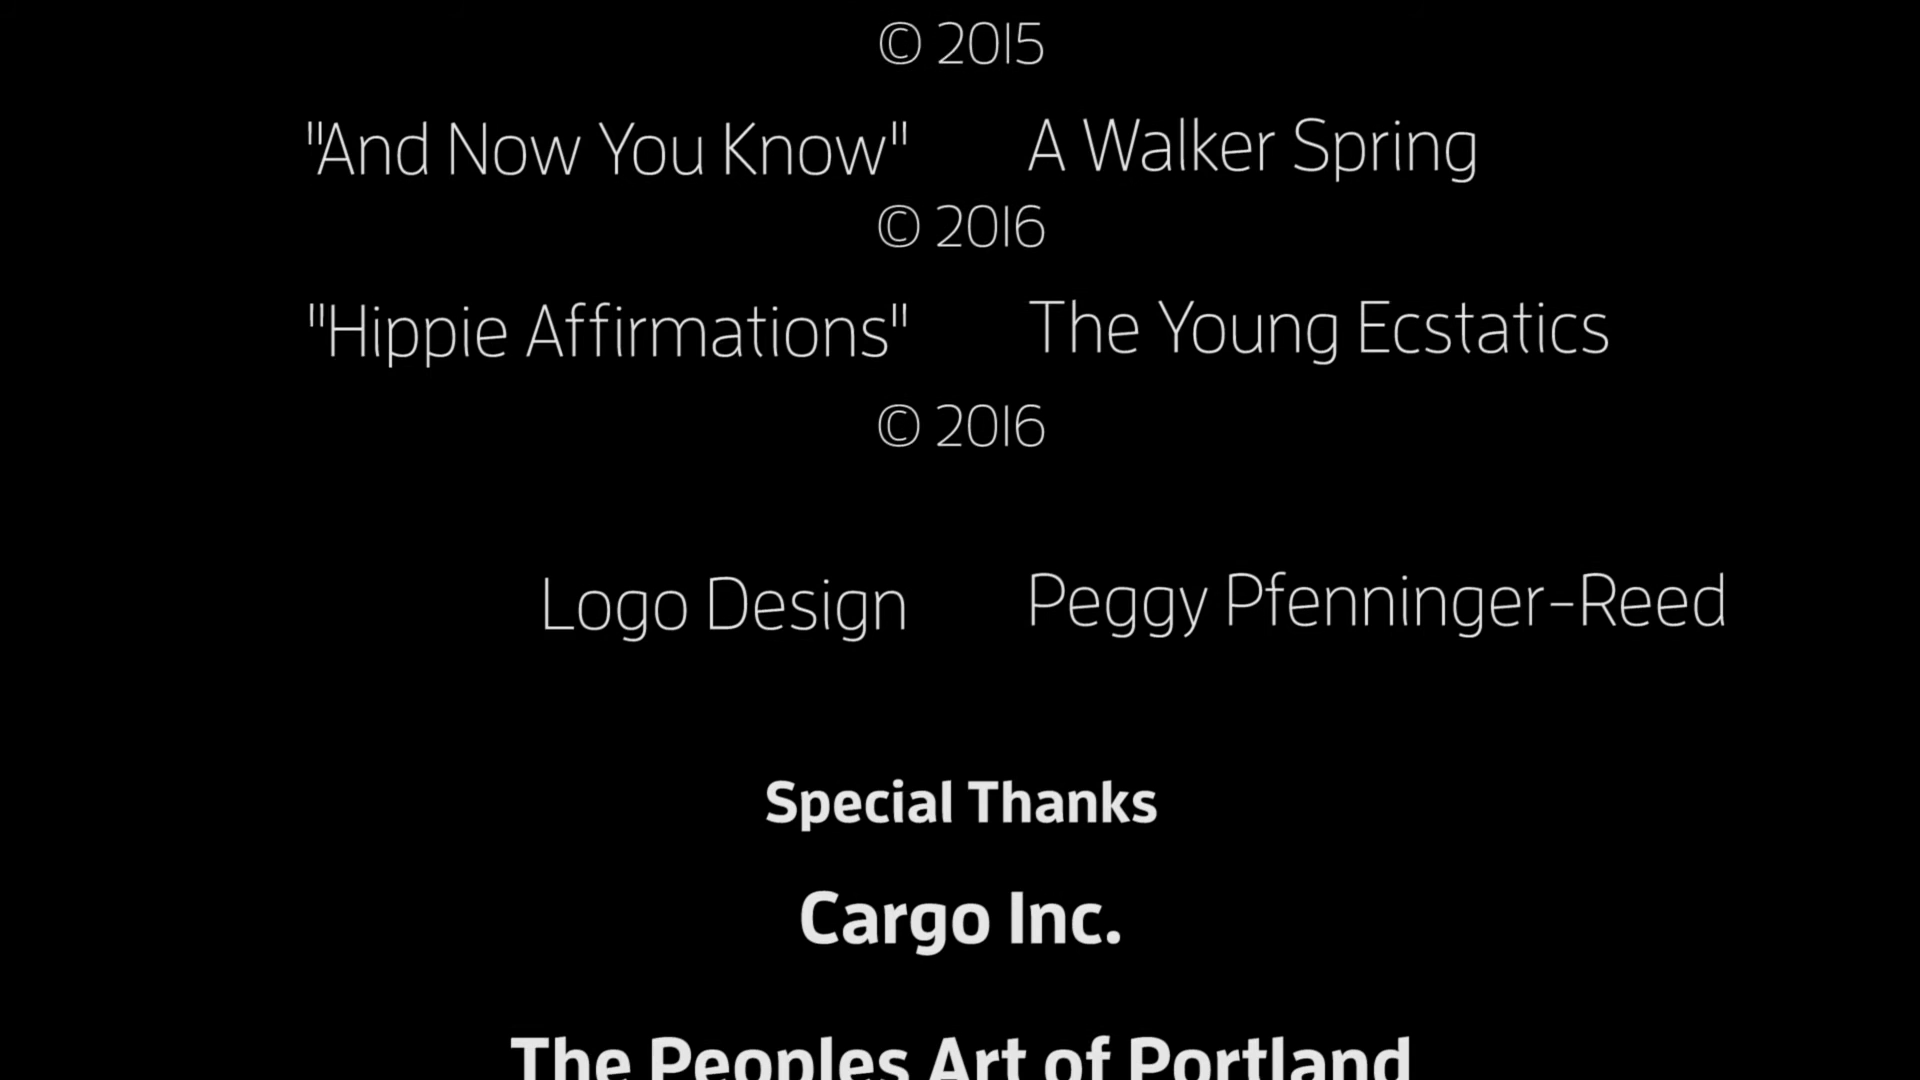 © 2015
"And Now You Know" A Walker Spring
© 2016
"Hippie Affirmations" The Young Ecstatics
© 2016
Logo Design Peggy Pfenninger-Reed
Special Thanks
Cargo Inc.
The Peoples Art of Portland